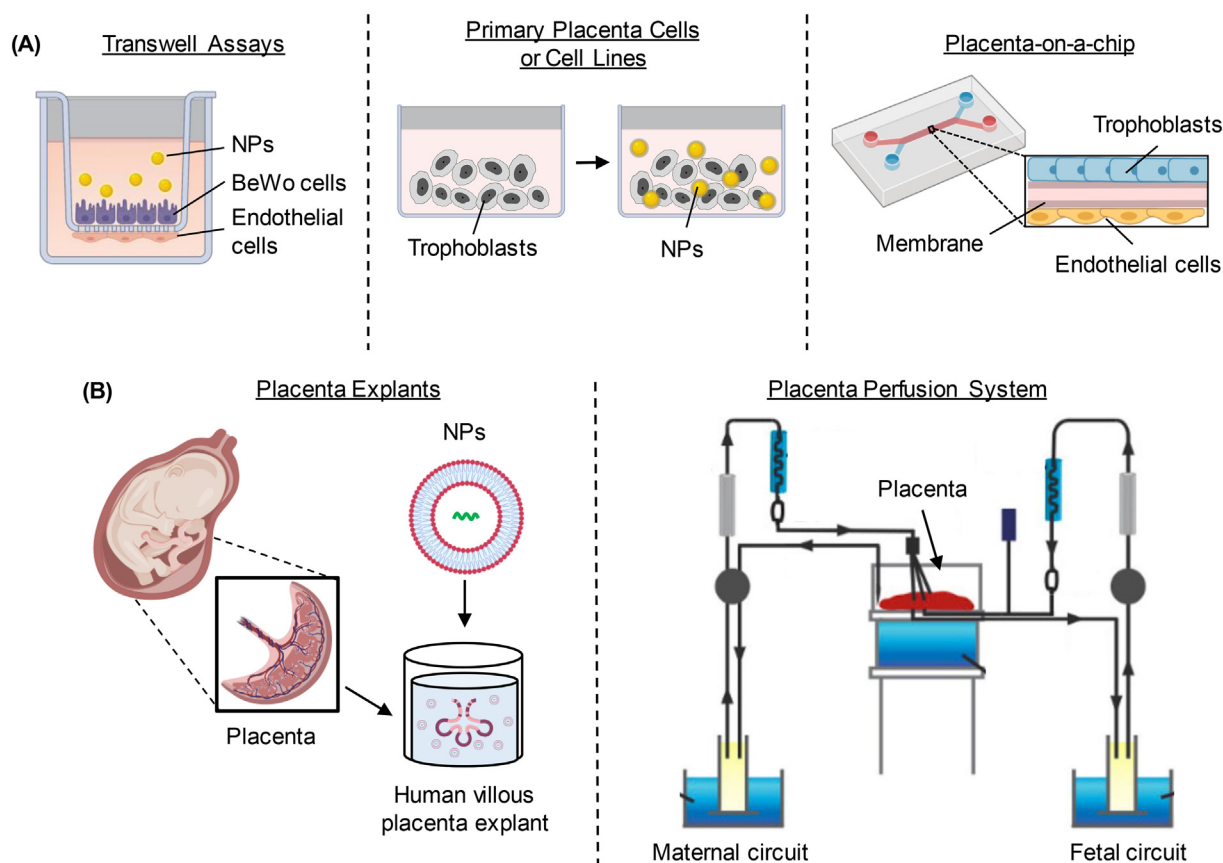 (A)
Transwell Assays
NPs
BeWo cells
Endothelial
cells
Primary Placenta Cells
or Cell Lines
Trophoblasts
NPs
Placenta-on-a-chip
Trophoblasts
Membrane
Endothelial cells
(B)
Placenta Explants
NPs
Placenta
Human villous
placenta explant
Placenta Perfusion System
Placenta
Maternal circuit
Fetal circuit